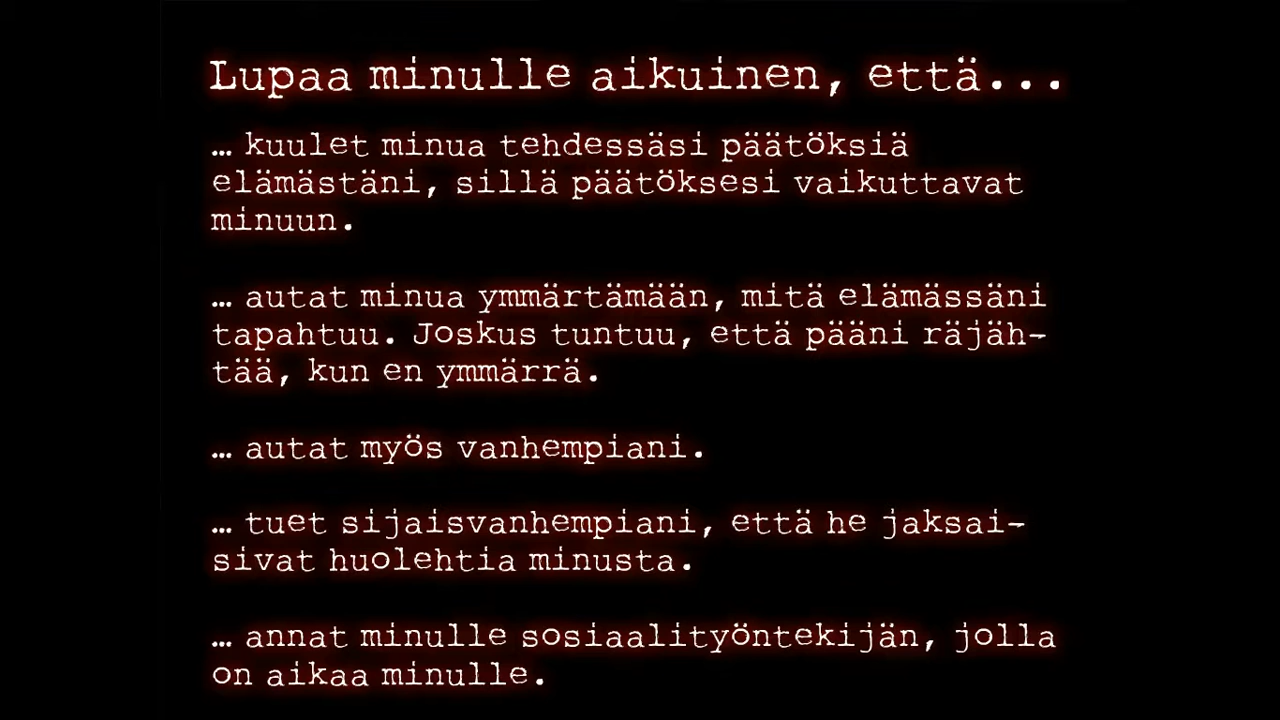 Lupaa minulle aikuinen, että...
… kuulet minua tehdessäsi päätöksiä
elämästäni, sillä päätöksesi vaikuttavat
minuun.
… autat minua ymmärtämään, mitä elämässäni
tapahtuu. Joskus tuntuu, että pääni räjäh-
tää, kun en ymmärrä.
… autat myös vanhempiani.
… tuet sijaisvanhempiani, että he jaksai-
sivat huolehtia minusta.
… annat minulle sosiaalityöntekijän, jolla
on aikaa minulle.